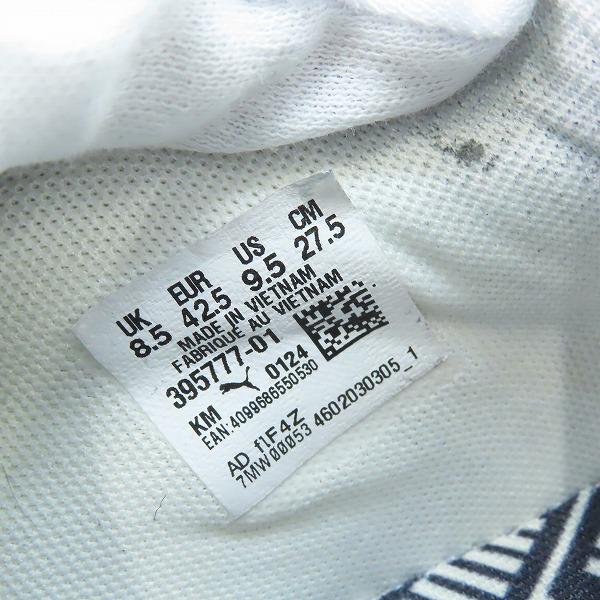 UK EUR US CM
8.5 42.5 9.5 27.5
MADE IN VIETNAM
FABRIQUE AU VIETNAM
395777-01
KM 0124
EAN:4099686550530
AD f1F4Z
7MW00053 4602030305_1